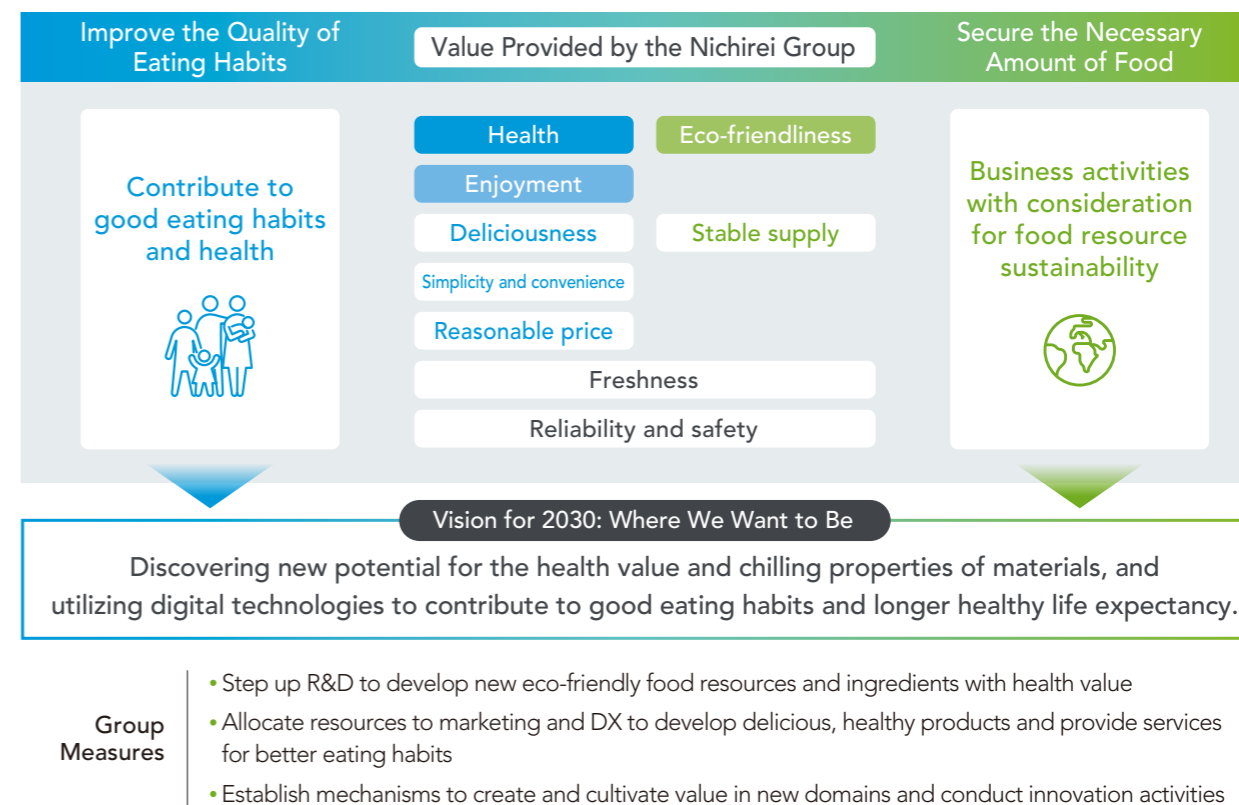 Improve the Quality of
Eating Habits
Value Provided by the Nichirei Group
Secure the Necessary
Amount of Food
Contribute to
good eating habits
and health
Health
Eco-friendliness
Enjoyment
Deliciousness
Stable supply
Simplicity and convenience
Reasonable price
Freshness
Reliability and safety
Business activities
with consideration
for food resource
sustainability
Vision for 2030: Where We Want to Be
Discovering new potential for the health value and chilling properties of materials, and
utilizing digital technologies to contribute to good eating habits and longer healthy life expectancy.
Group
Measures
• Step up R&D to develop new eco-friendly food resources and ingredients with health value
• Allocate resources to marketing and DX to develop delicious, healthy products and provide services
for better eating habits
• Establish mechanisms to create and cultivate value in new domains and conduct innovation activities